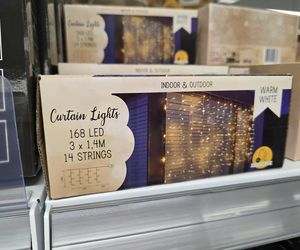 Curtain Lights
INDOOR & OUTDOOR
Curtain Lights
168 LED
3 x 1,4M
14 STRINGS
WARM
WHITE